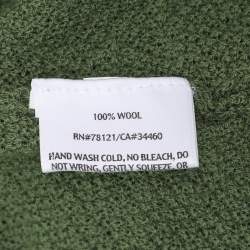 100% WOOL
RN#78121/CA#34460
HAND WASH COLD, NO BLEACH, DO
NOT WRING, GENTLY SQUEEZE, OR